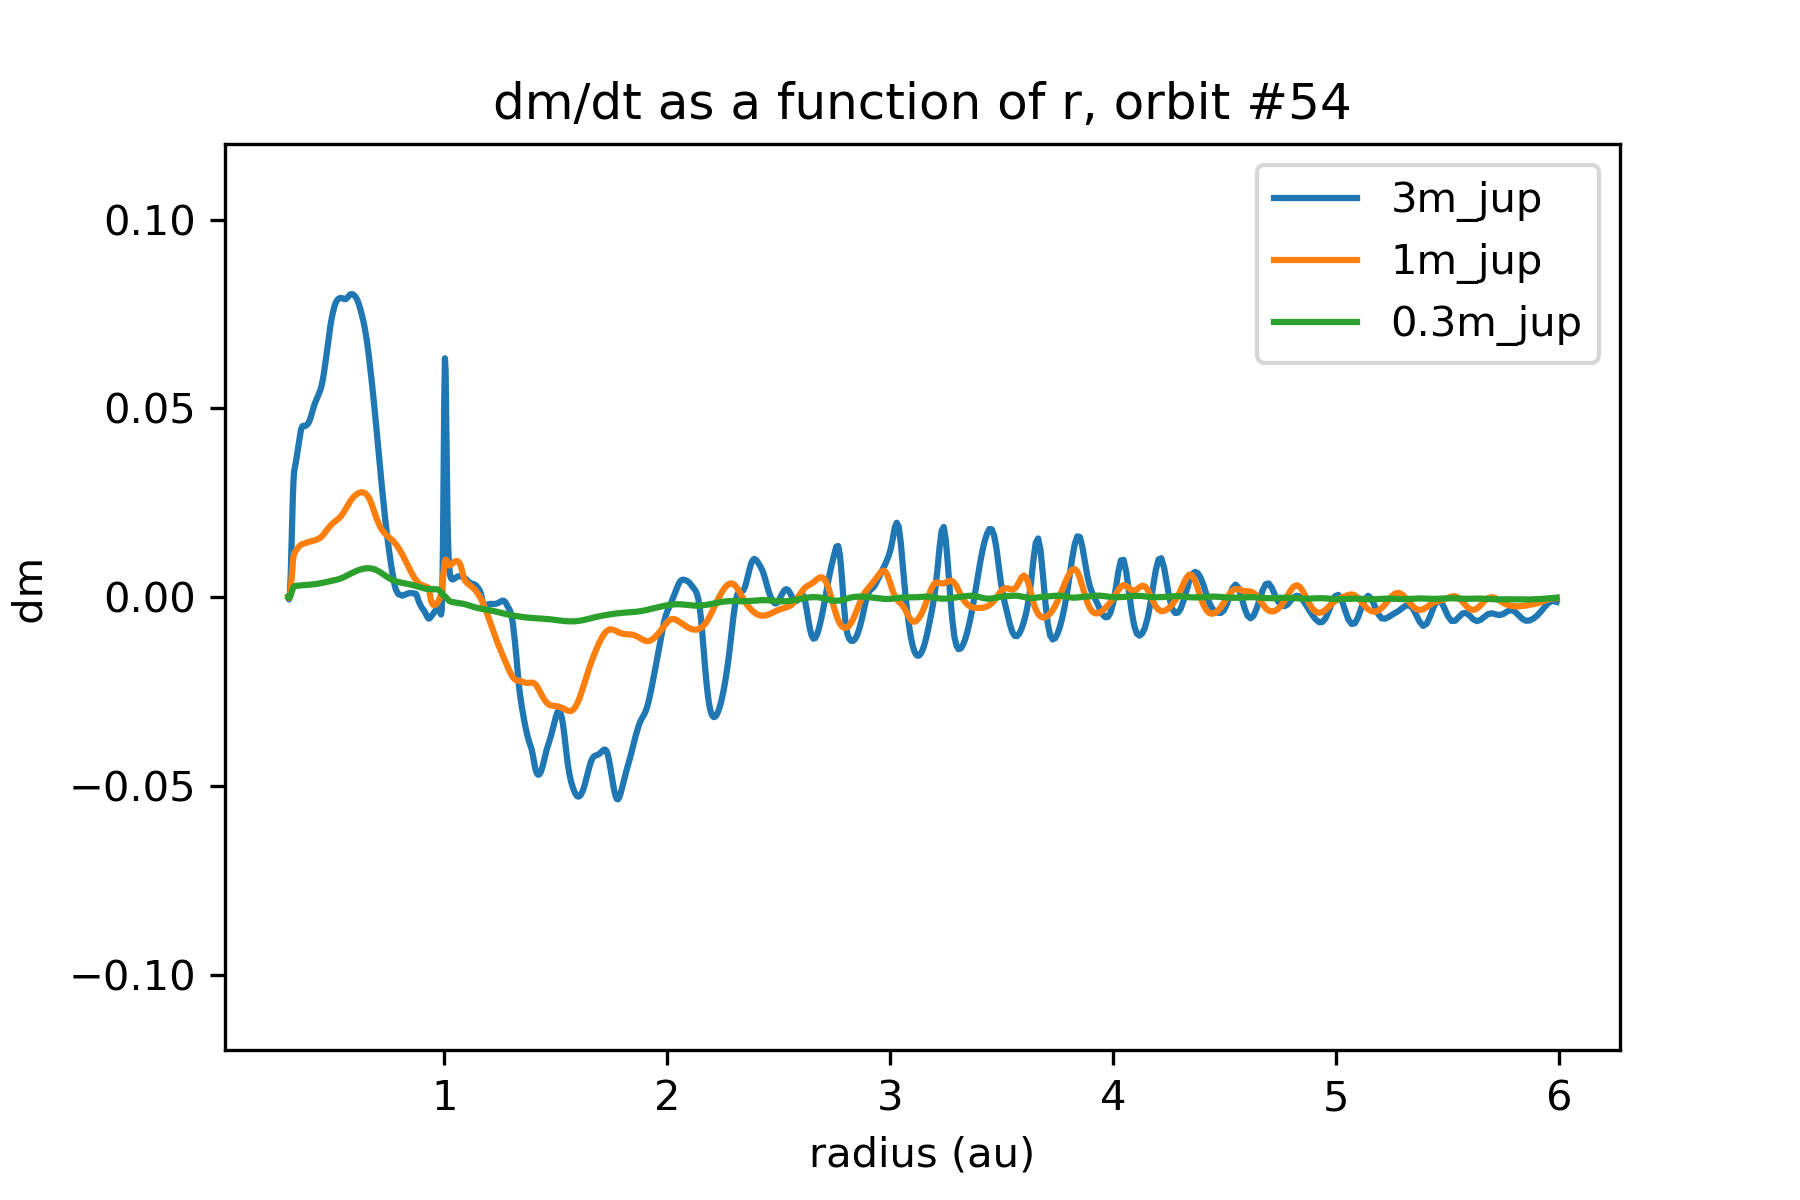 dm/dt as a function of r, orbit #54
3m_jup
1m_jup
0.3m_jup
0.10
0.05
0.00
−0.05
−0.10
dm
1 2 3 4 5 6
radius (au)